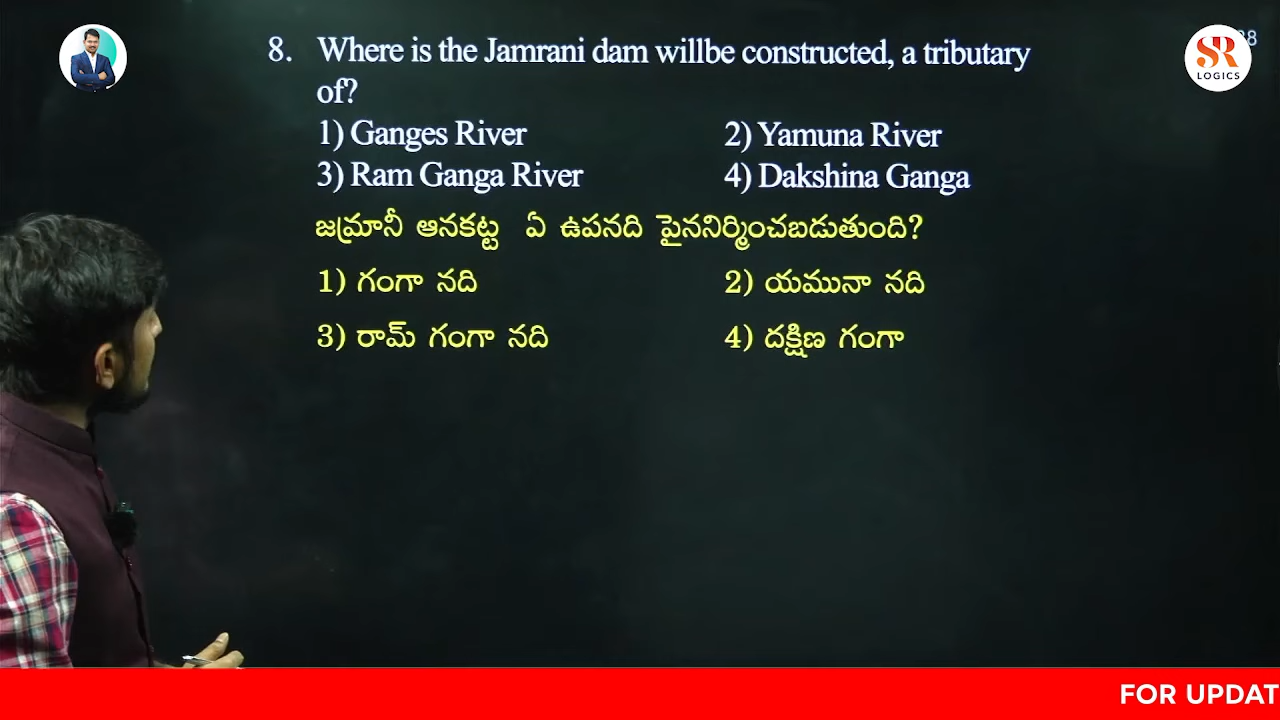 8. Where is the Jamrani dam willbe constructed, a tributary
of?
1) Ganges River 2) Yamuna River
3) Ram Ganga River 4) Dakshina Ganga
జమ్రానీ ఆనకట్ట ఏ ఉపనది పైననిర్మించబడుతుంది?
1) గంగా నది 2) యమునా నది
3) రామ్ గంగా నది 4) దక్షిణ గంగా
SR
LOGICS
FOR UPDAT